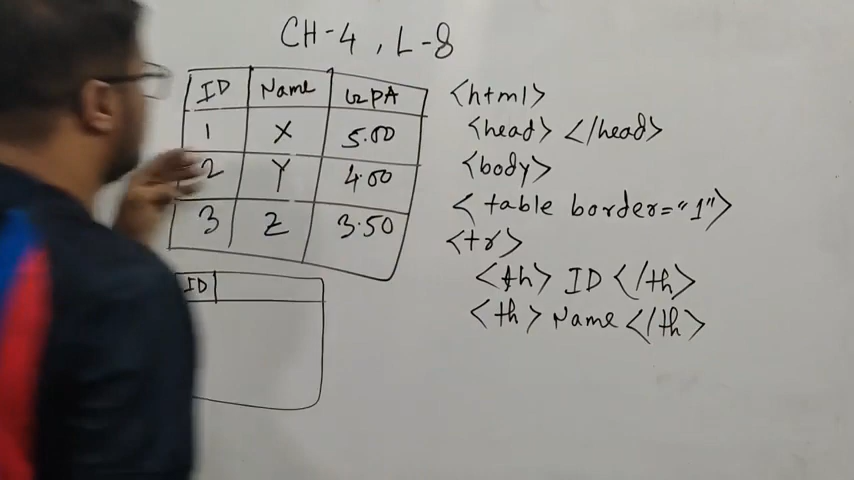 CH-4, L-8
ID Name GPA
1 X 5.00
2 Y 4.00
3 Z 3.50
ID
<html>
<head> </head>
<body>
< table border="1">
<tr>
<th> ID </th>
<th> Name </th>